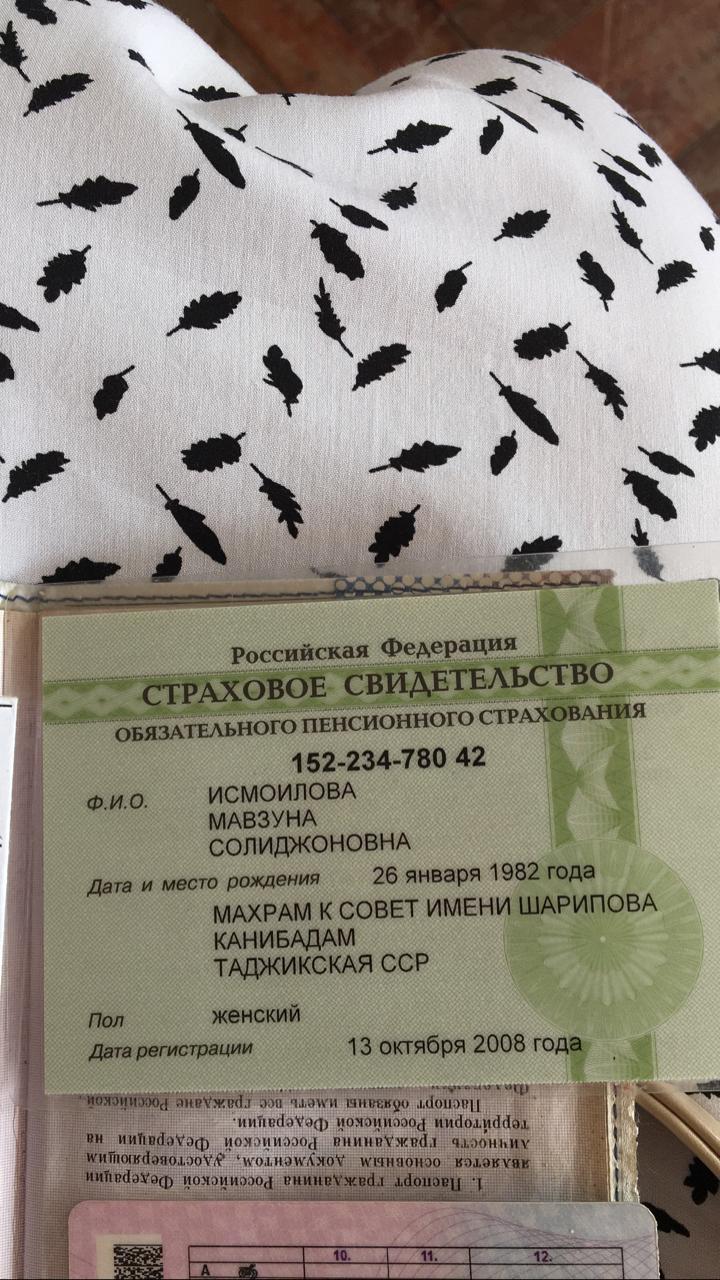 Российская Федерация
СТРАХОВОЕ СВИДЕТЕЛЬСТВО
ОБЯЗАТЕЛЬНОГО ПЕНСИОННОГО СТРАХОВАНИЯ
152-234-780 42
Ф.И.О. ИСМОИЛОВА
МАВЗУНА
СОЛИДЖОНОВНА
Дата и место рождения 26 января 1982 года
МАХРАМ К СОВЕТ ИМЕНИ ШАРИПОВА
КАНИБАДАМ
ТАДЖИКСКАЯ ССР
Пол женский
Дата регистрации 13 октября 2008 года
1. Паспорт гражданина Российской Федерации
является основным документом, удостоверяющим
личность гражданина Российской Федерации на
территории Российской Федерации.
Паспорт обязаны иметь все граждане Российской
10. 11. 12.
A